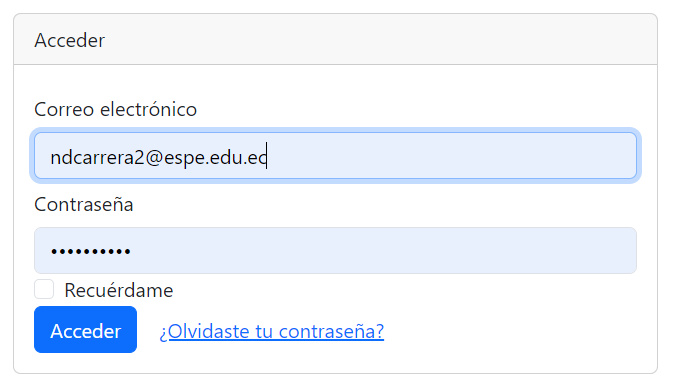 Acceder
Correo electrónico
ndcarrera2@espe.edu.ec
Contraseña
••••••••••
Recuérdame
Acceder ¿Olvidaste tu contraseña?